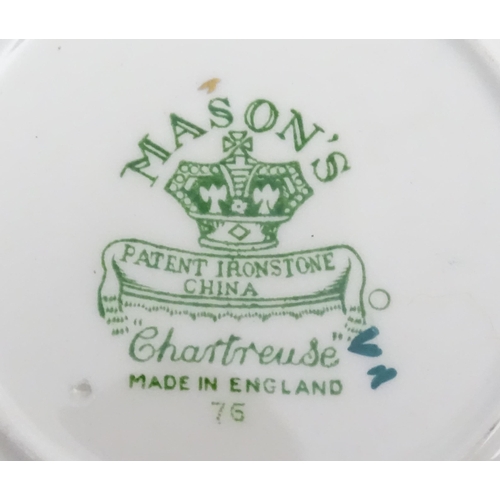 MASON'S
PATENT IRONSTONE
CHINA
"Chartreuse"
MADE IN ENGLAND
76